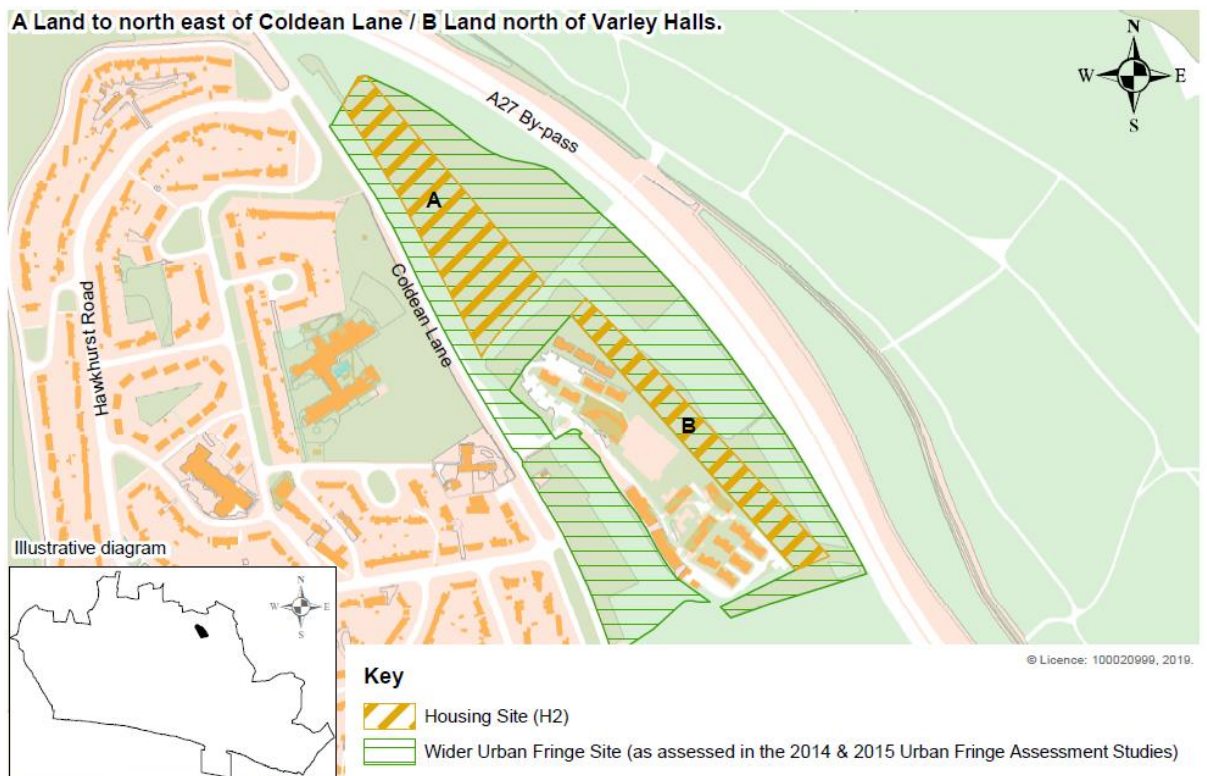 A Land to north east of Coldean Lane / B Land north of Varley Halls.
N
W E
S
A27 By-pass
A
Coldean Lane
Hawkhurst Road
B
Illustrative diagram
N
W E
S
© Licence: 100020999, 2019.
Key
Housing Site (H2)
Wider Urban Fringe Site (as assessed in the 2014 & 2015 Urban Fringe Assessment Studies)